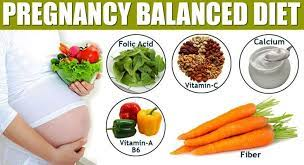 PREGNANCY BALANCED DIET
Folic Acid
Vitamin-C
Calcium
Vitamin-A
B6
Fiber